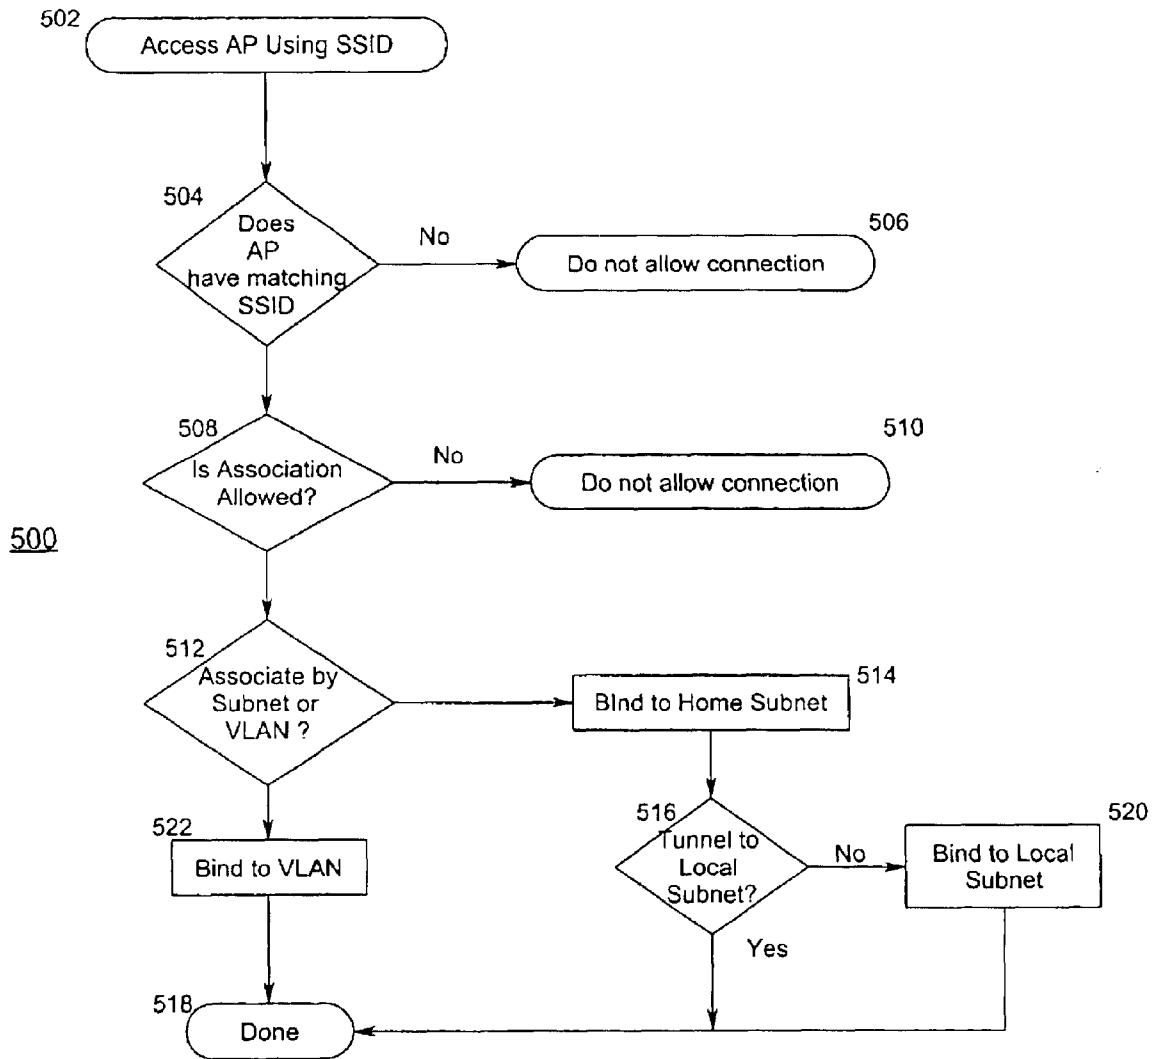 502
Access AP Using SSID
504
Does
AP
have matching
SSID
No
506
Do not allow connection
508
Is Association
Allowed?
No
510
Do not allow connection
500
512
Associate by
Subnet or
VLAN ?
514
BInd to Home Subnet
516
Tunnel to
Local
Subnet?
No
520
Bind to Local
Subnet
522
Bind to VLAN
Yes
518
Done